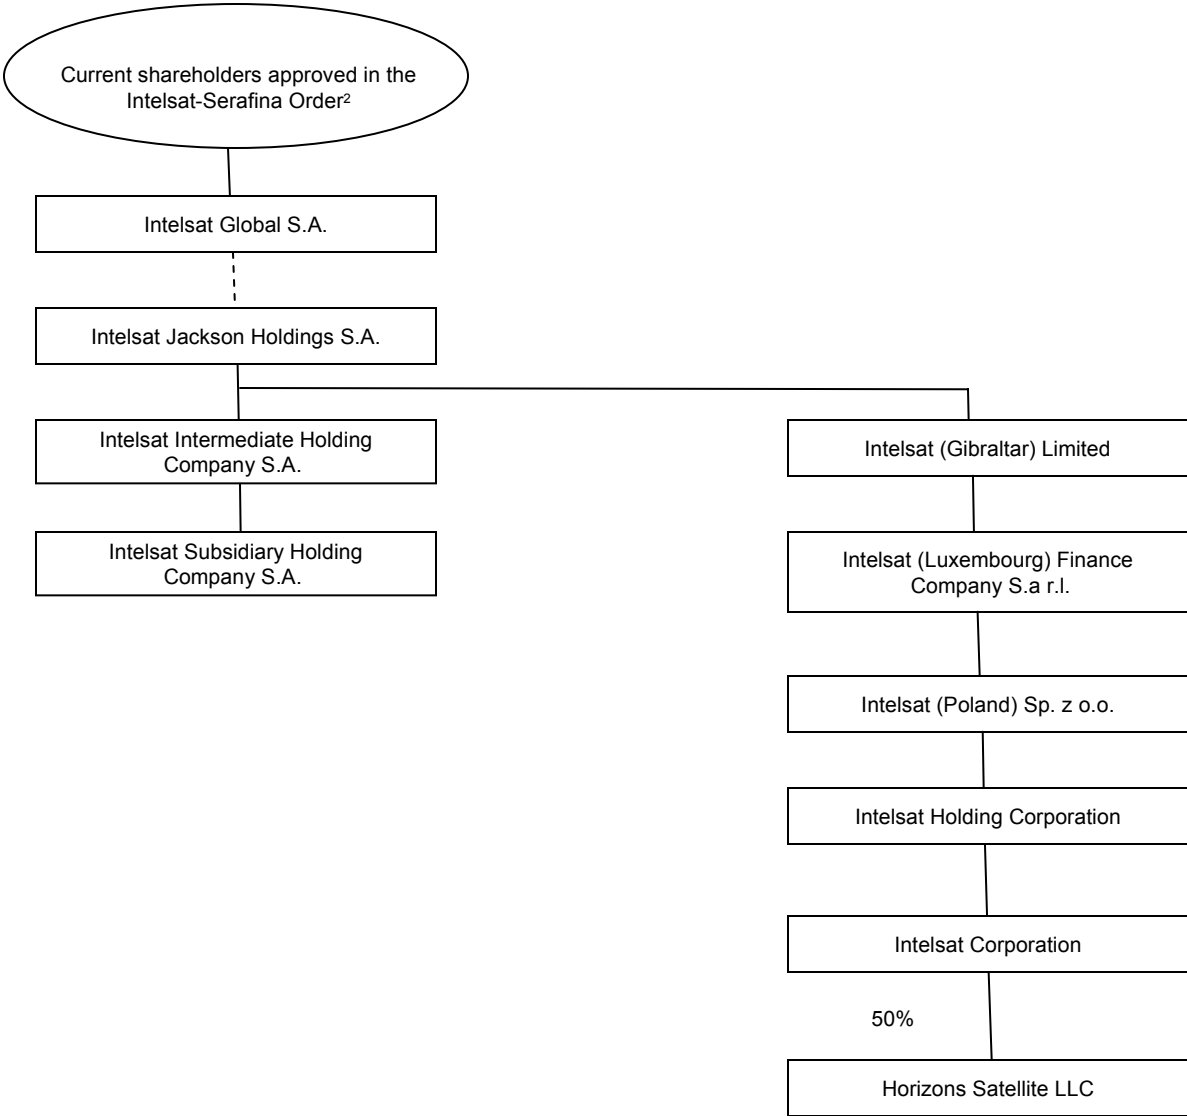 Current shareholders approved in the
Intelsat-Serafina Order²
Intelsat Global S.A.
Intelsat Jackson Holdings S.A.
Intelsat Intermediate Holding
Company S.A.
Intelsat Subsidiary Holding
Company S.A.
Intelsat (Gibraltar) Limited
Intelsat (Luxembourg) Finance
Company S.a r.l.
Intelsat (Poland) Sp. z o.o.
Intelsat Holding Corporation
Intelsat Corporation
50%
Horizons Satellite LLC